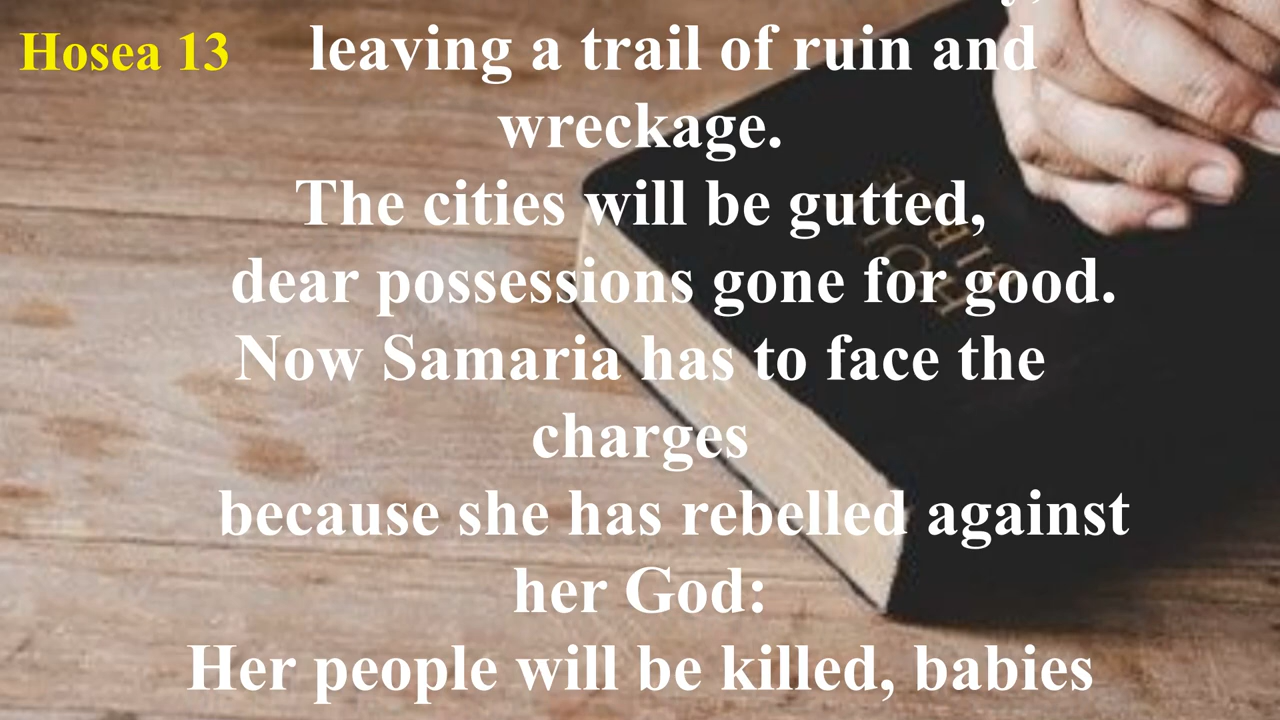 Hosea 13
leaving a trail of ruin and
wreckage.
The cities will be gutted,
dear possessions gone for good.
Now Samaria has to face the
charges
because she has rebelled against
her God:
Her people will be killed, babies
HOLY
BIBLE